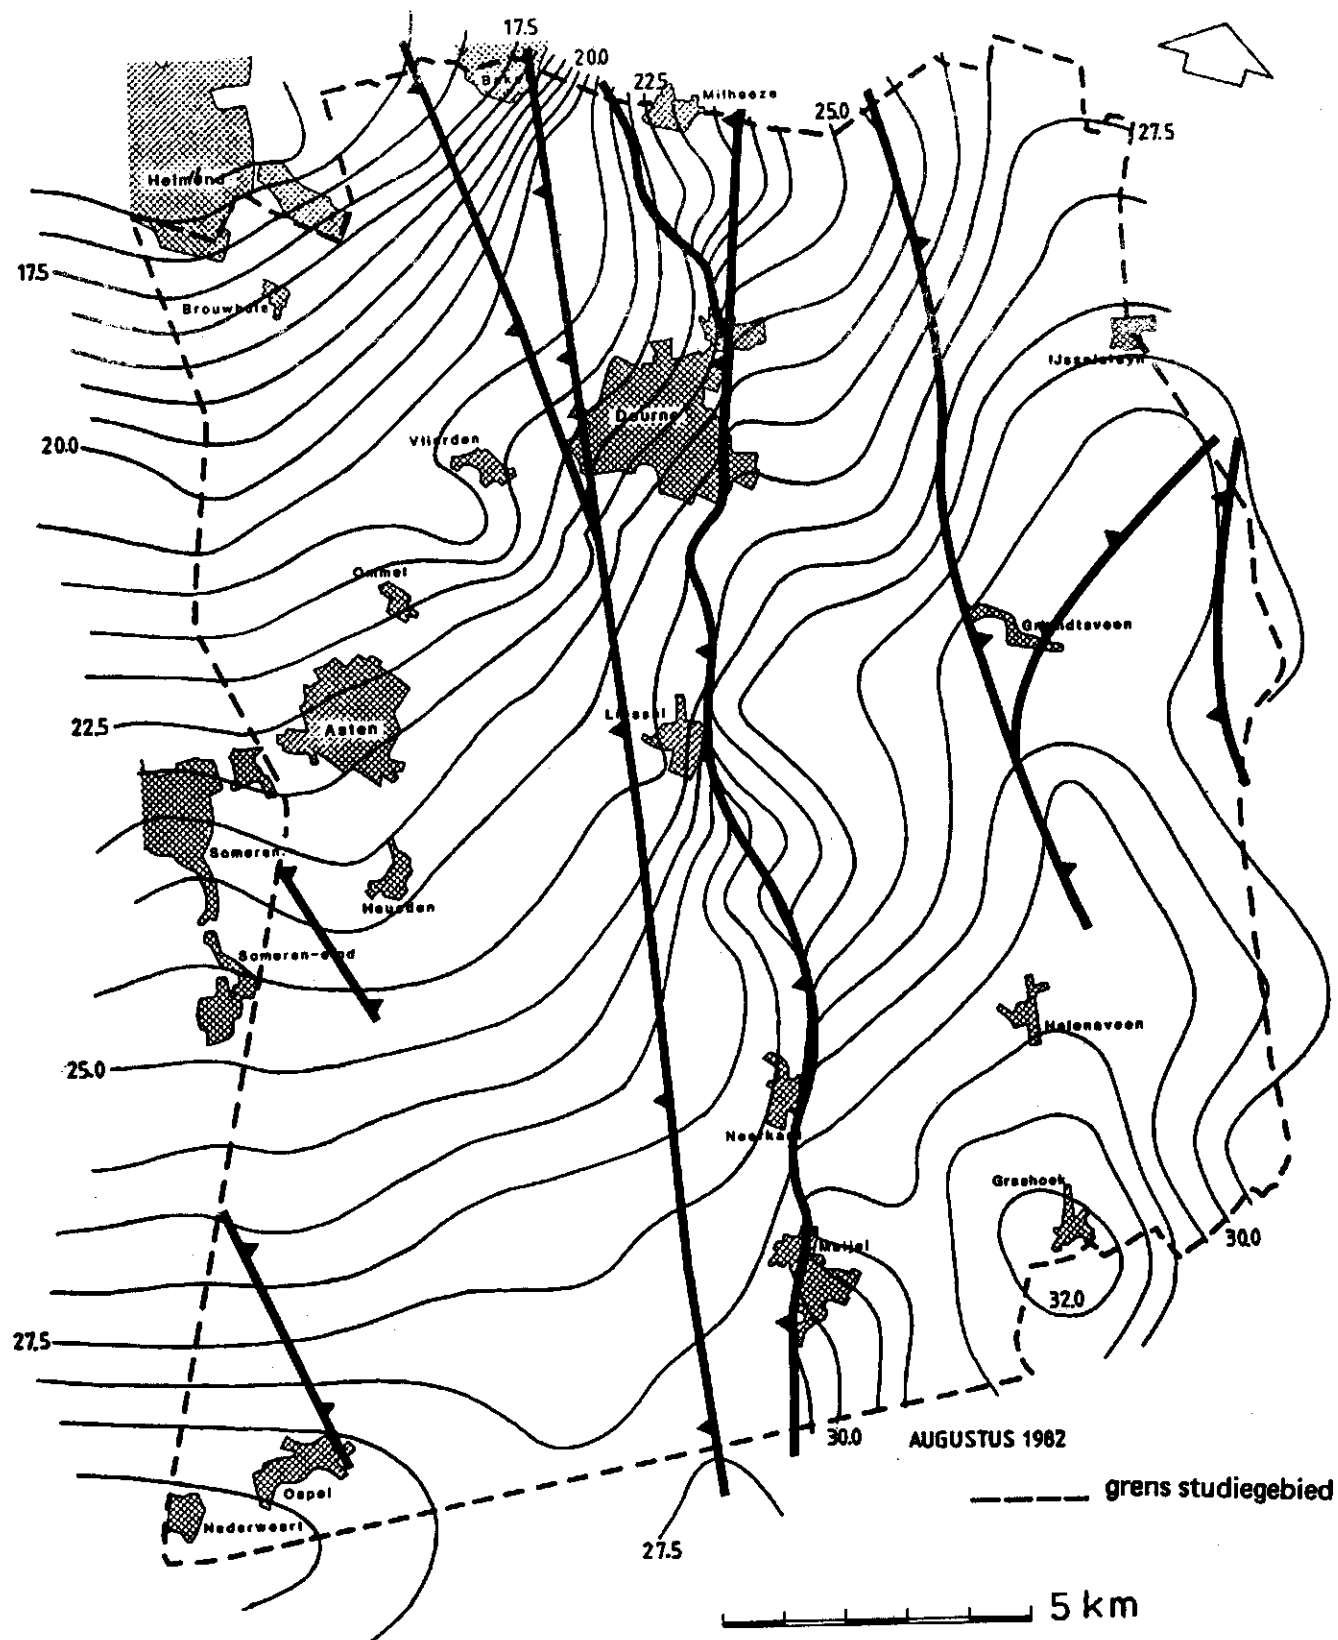 17.5
20.0
22.5
Milheeze
25.0
27.5
Helmond
17.5
Brouwhuis
IJsselsteyn
Deurne
Vlierden
20.0
Ommel
Griendtsveen
Liessel
22.5
Asten
Someren
Heusden
Someren-eind
Helenaveen
25.0
Neerkant
Grashoek
30.0
Meijel
32.0
27.5
30.0
AUGUSTUS 1982
grens studiegebied
Ospel
Nederweert
27.5
5 km